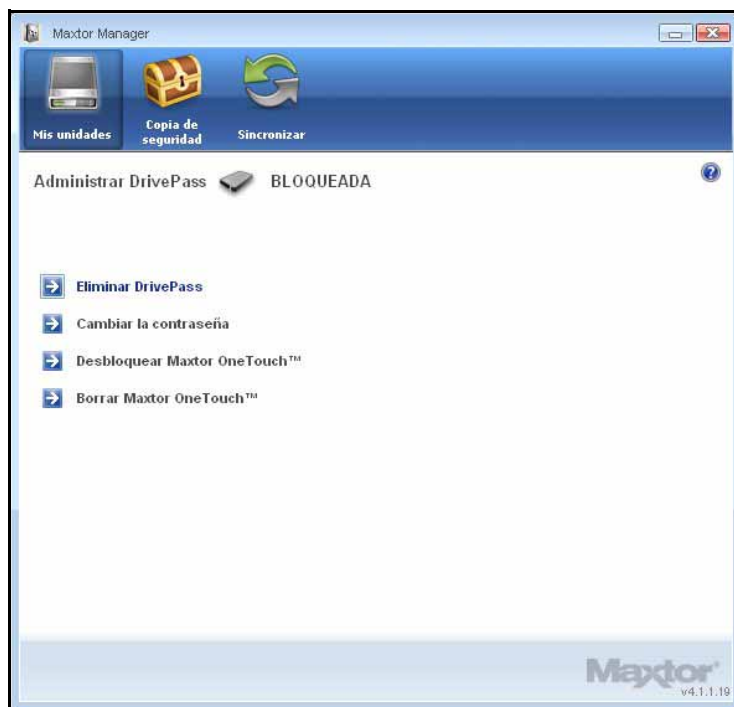 Maxtor Manager
Mis unidades
Copia de
seguridad
Sincronizar
Administrar DrivePass
BLOQUEADA
?
Eliminar DrivePass
Cambiar la contraseña
Desbloquear Maxtor OneTouch™
Borrar Maxtor OneTouch™
Maxtor
v4.1.1.19